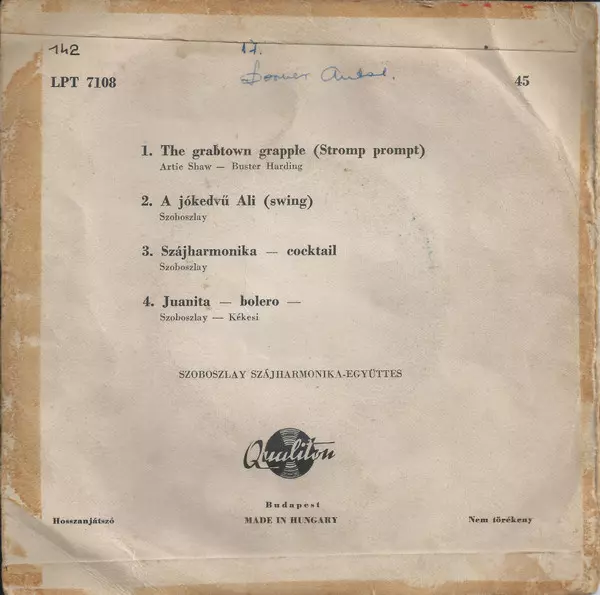 142
17.
LPT 7108
45
1. The grabtown grapple (Stromp prompt)
Artie Shaw — Buster Harding
2. A jókedvű Ali (swing)
Szoboszlay
3. Szájharmonika — cocktail
Szoboszlay
4. Juanita — bolero —
Szoboszlay — Kékesi
SZOBOSZLAY SZÁJHARMONIKA-EGYÜTTES
Qualiton
Budapest
Hosszanjátszó
MADE IN HUNGARY
Nem törékeny